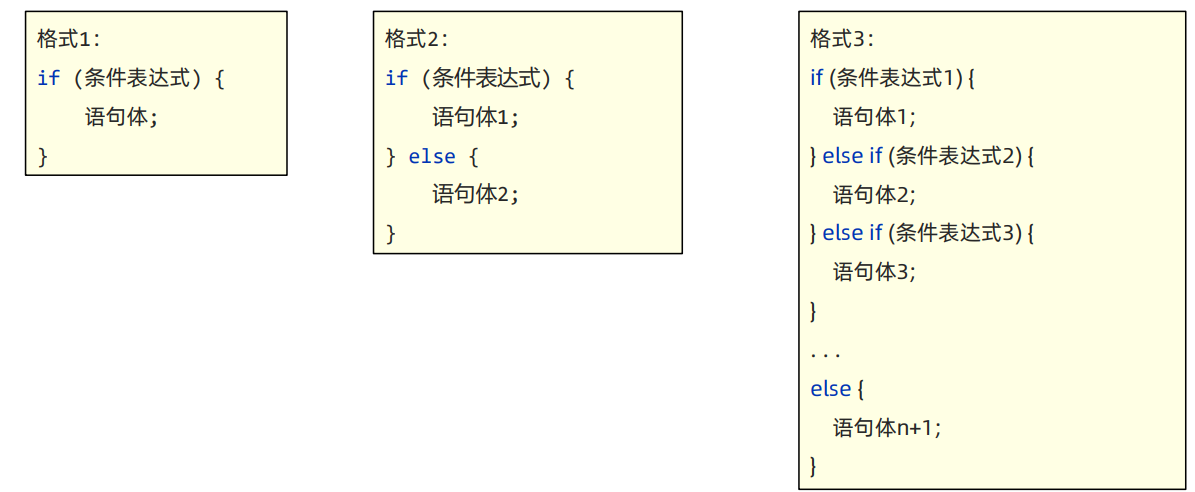 格式1：
if (条件表达式) {
语句体;
}
格式2：
if (条件表达式) {
语句体1;
} else {
语句体2;
}
格式3：
if (条件表达式1) {
语句体1;
} else if (条件表达式2) {
语句体2;
} else if (条件表达式3) {
语句体3;
}
...
else {
语句体n+1;
}